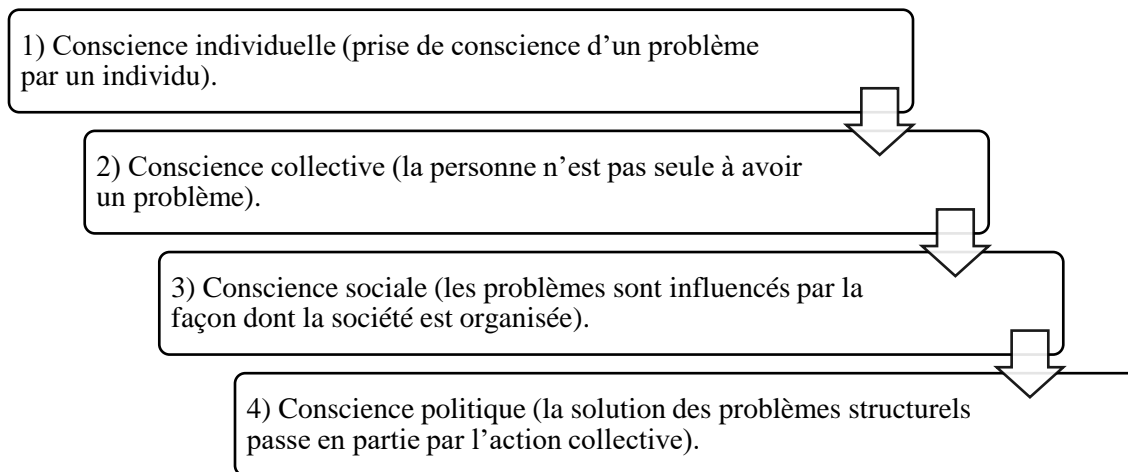 1) Conscience individuelle (prise de conscience d’un problème
par un individu).
2) Conscience collective (la personne n’est pas seule à avoir
un problème).
3) Conscience sociale (les problèmes sont influencés par la
façon dont la société est organisée).
4) Conscience politique (la solution des problèmes structurels
passe en partie par l’action collective).